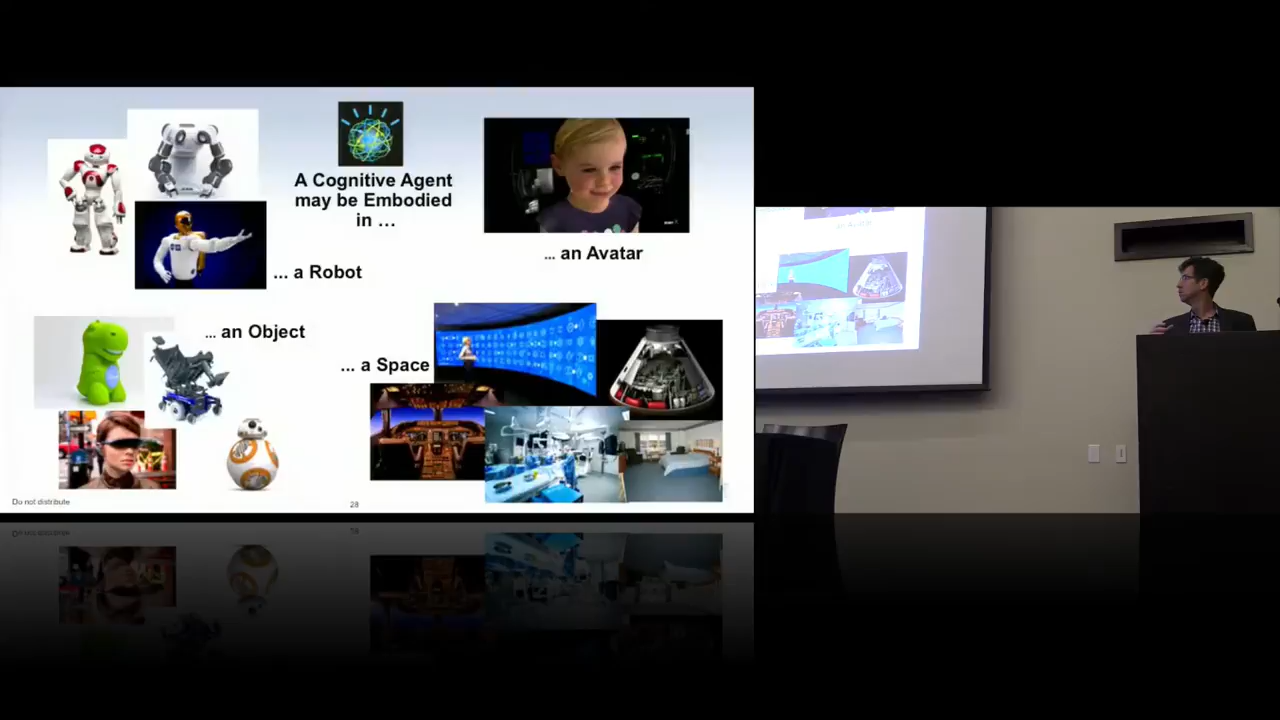 A Cognitive Agent
may be Embodied
in ...
... an Avatar
... a Robot
... an Object
... a Space
Do not distribute
28